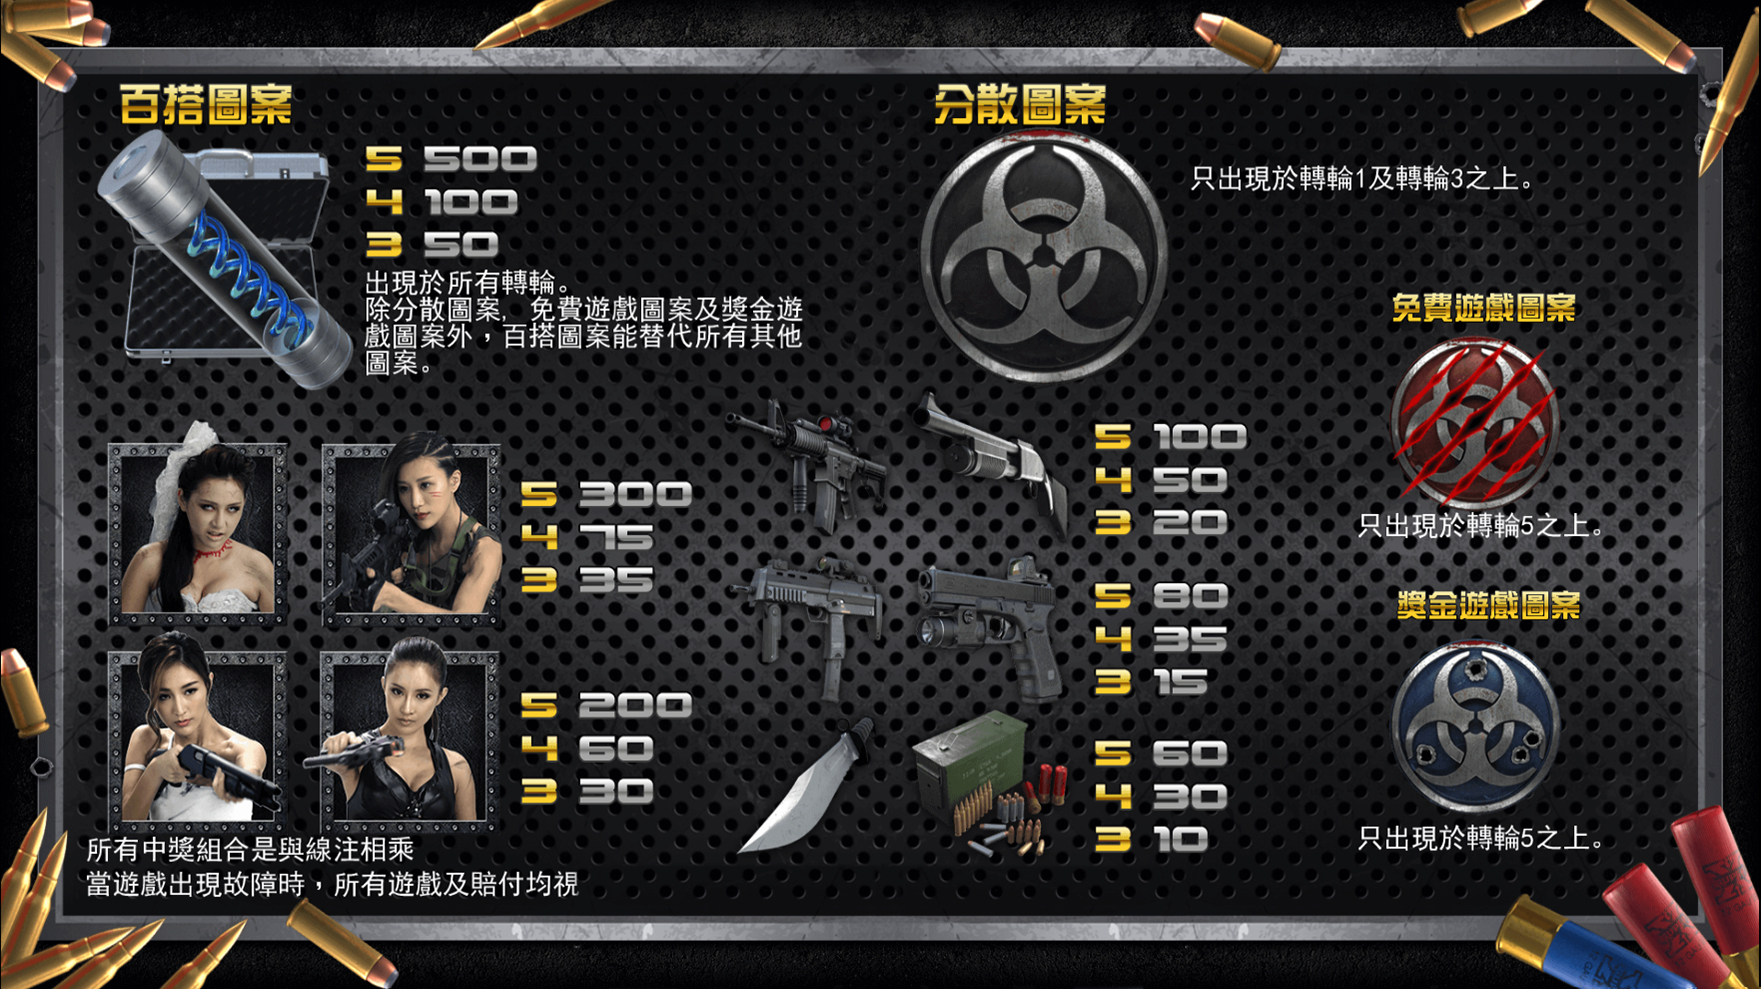 百搭圖案
5 500
4 100
3 50
出現於所有轉輪。
除分散圖案, 免費遊戲圖案及獎金遊
戲圖案外，百搭圖案能替代所有其他
圖案。
分散圖案
只出現於轉輪1及轉輪3之上。
免費遊戲圖案
只出現於轉輪5之上。
獎金遊戲圖案
只出現於轉輪5之上。
5 300
4 75
3 35
5 200
4 60
3 30
5 100
4 50
3 20
5 80
4 35
3 15
5 60
4 30
3 10
所有中獎組合是與線注相乘
當遊戲出現故障時，所有遊戲及賠付均視